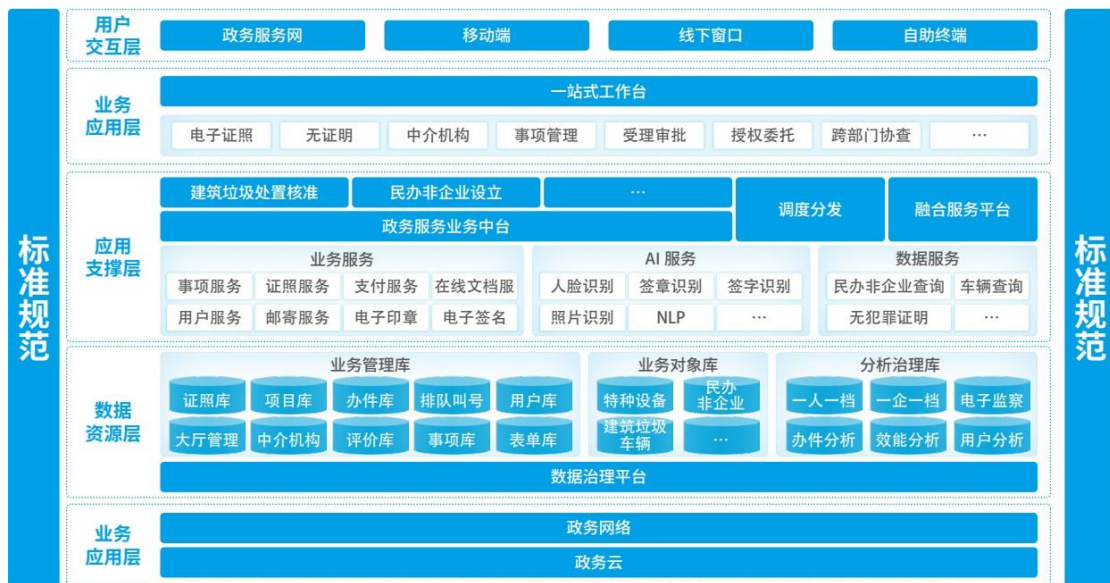 标准规范
用户
交互层
政务服务网
移动端
线下窗口
自助终端
业务
应用层
一站式工作台
电子证照
无证明
中介机构
事项管理
受理审批
授权委托
跨部门协查
…
应用
支撑层
建筑垃圾处置核准
民办非企业设立
…
政务服务业务中台
调度分发
融合服务平台
业务服务
事项服务
证照服务
支付服务
在线文档服
用户服务
邮寄服务
电子印章
电子签名
AI 服务
人脸识别
签章识别
签字识别
照片识别
NLP
…
数据服务
民办非企业查询
车辆查询
无犯罪证明
…
数据
资源层
业务管理库
证照库
项目库
办件库
排队叫号
用户库
大厅管理
中介机构
评价库
事项库
表单库
业务对象库
特种设备
民办
非企业
建筑垃圾
车辆
…
分析治理库
一人一档
一企一档
电子监察
办件分析
效能分析
用户分析
数据治理平台
业务
应用层
政务网络
政务云
标准规范